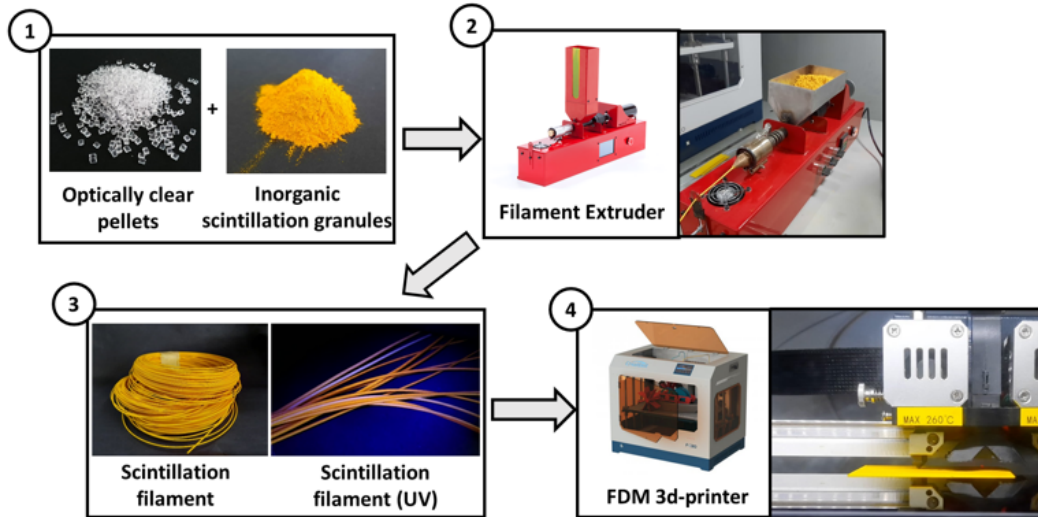 1
+
Optically clear
pellets
Inorganic
scintillation granules
2
Filament Extruder
3
Scintillation
filament
Scintillation
filament (UV)
4
FDM 3d-printer
MAX 260℃
MAX